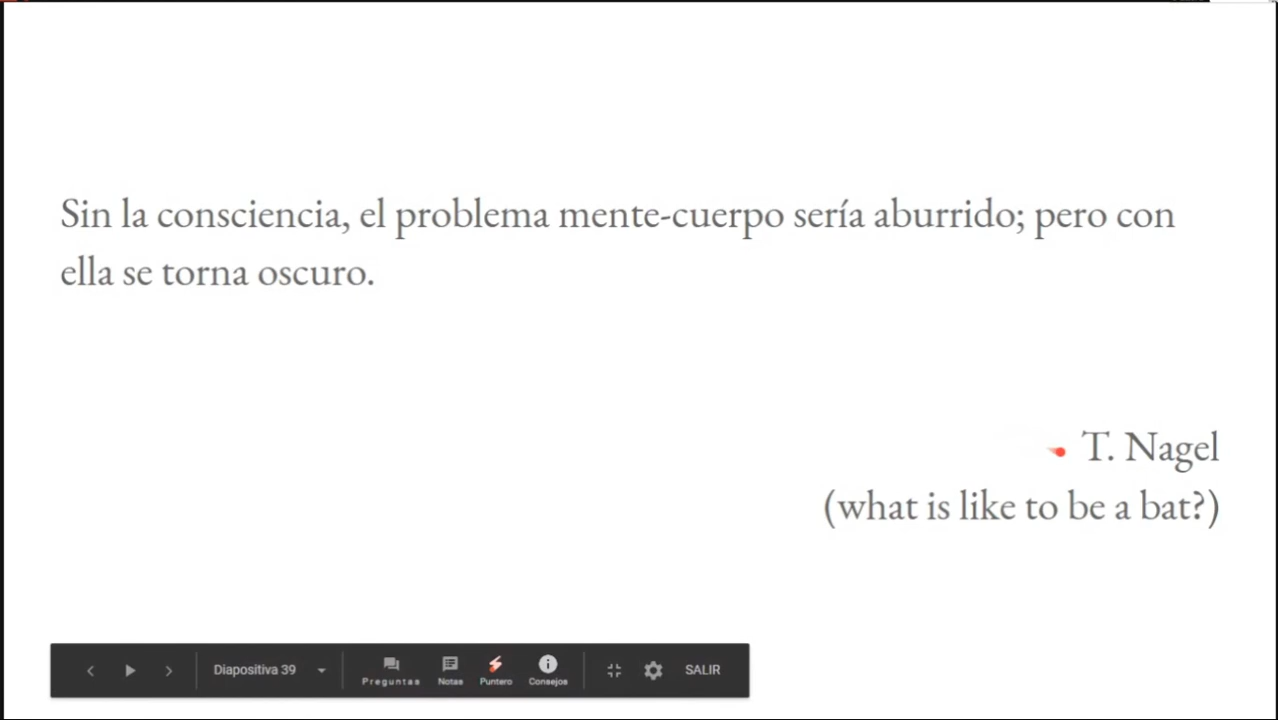 Sin la consciencia, el problema mente-cuerpo sería aburrido; pero con
ella se torna oscuro.
T. Nagel
(what is like to be a bat?)
Diapositiva 39
Preguntas
Notas
Puntero
Consejos
SALIR